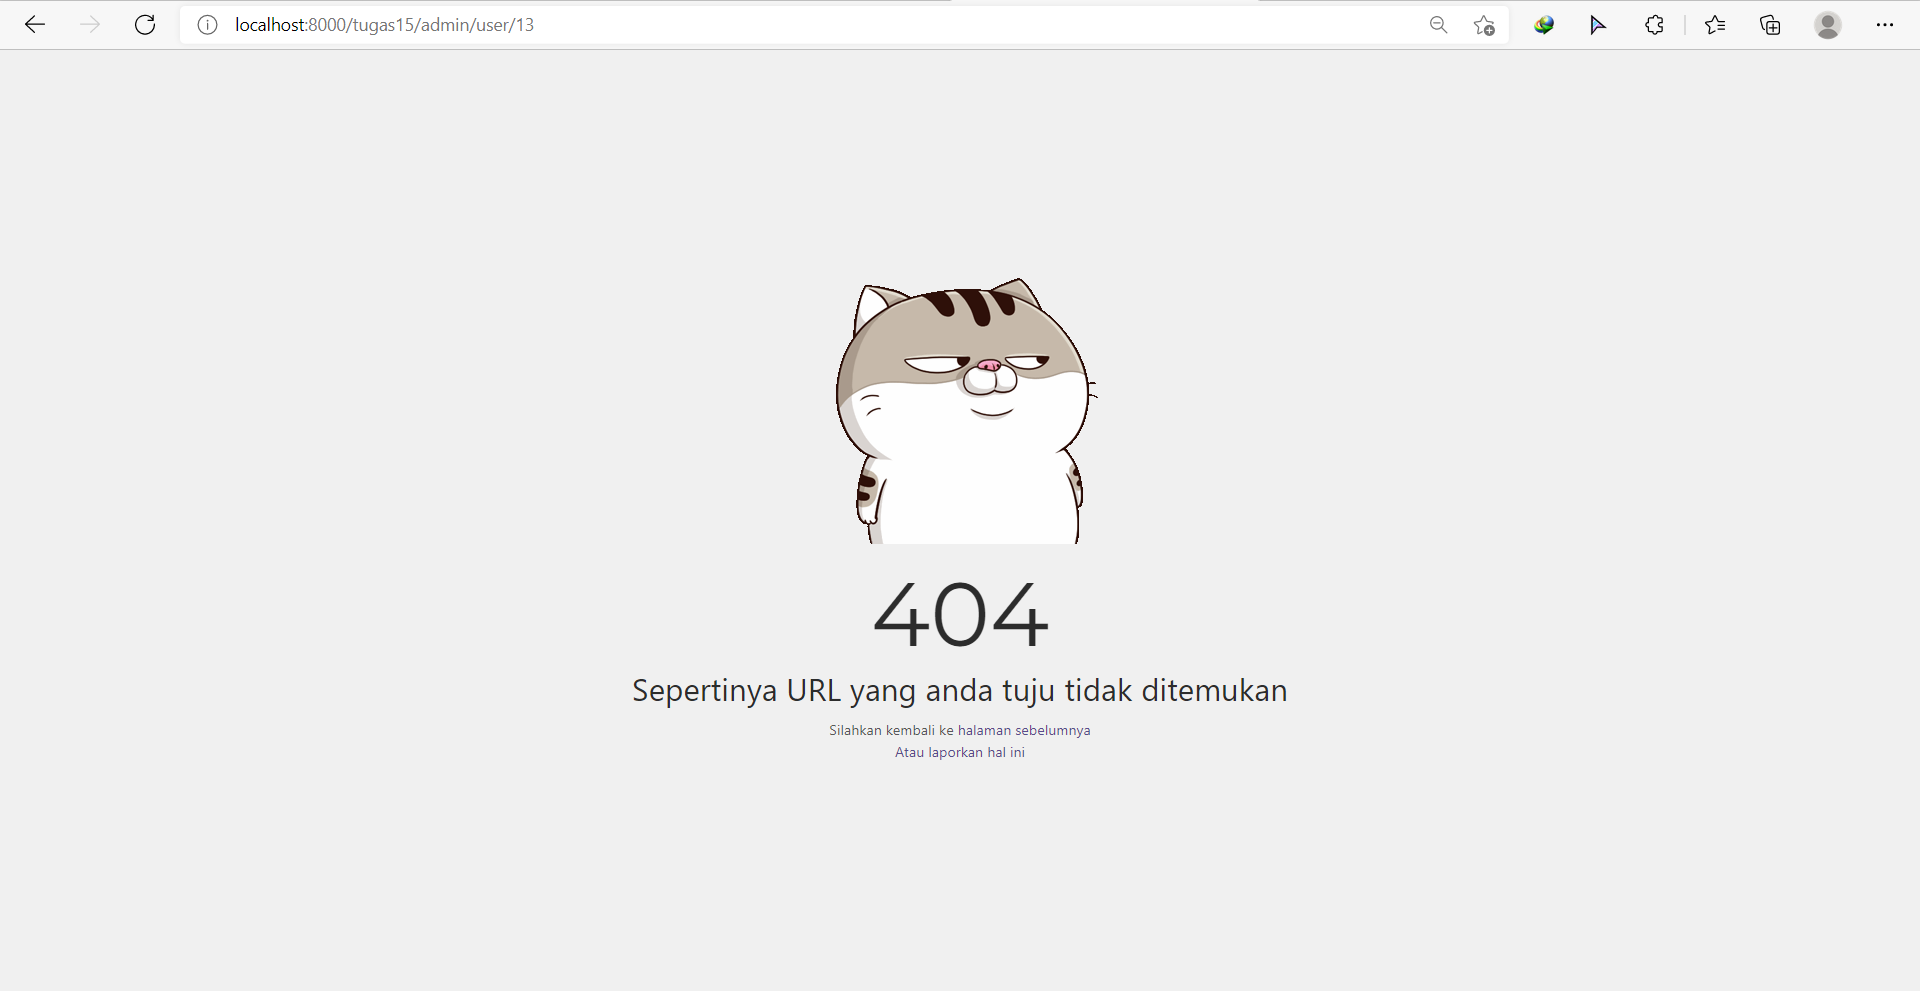 localhost:8000/tugas15/admin/user/13
404
Sepertinya URL yang anda tuju tidak ditemukan
Silahkan kembali ke halaman sebelumnya
Atau laporkan hal ini